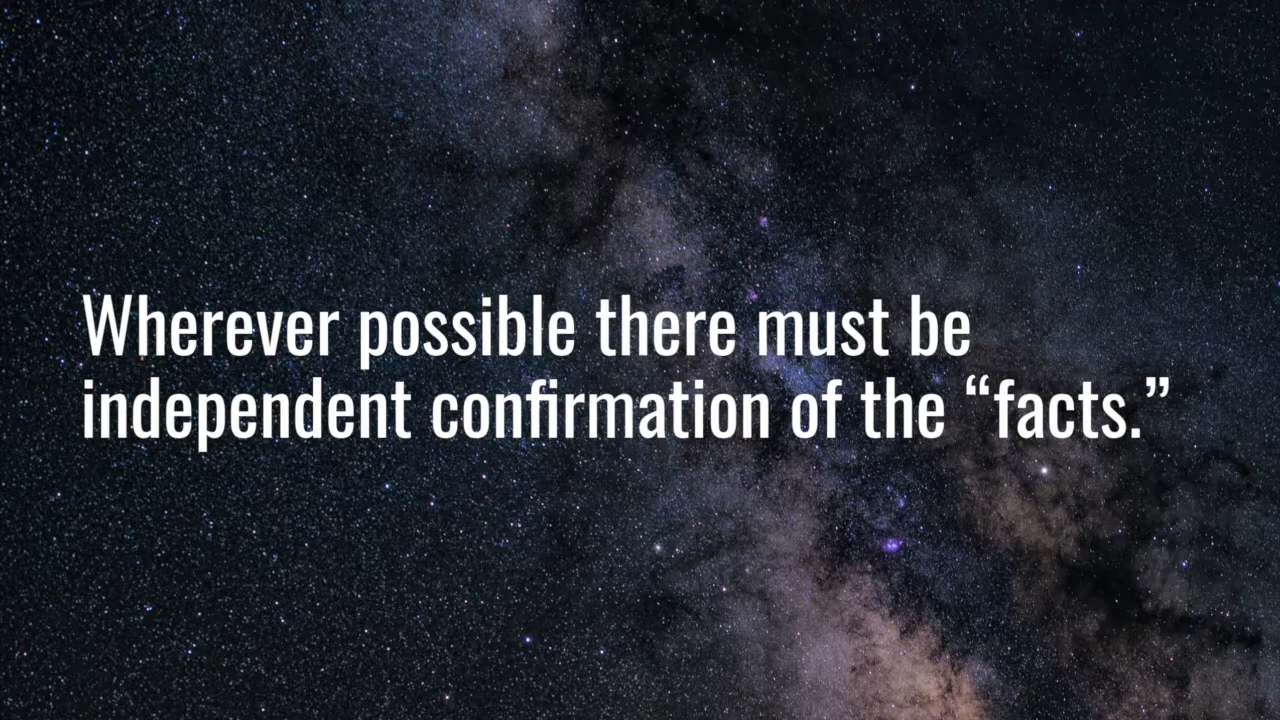 Wherever possible there must be
independent confirmation of the “facts.”